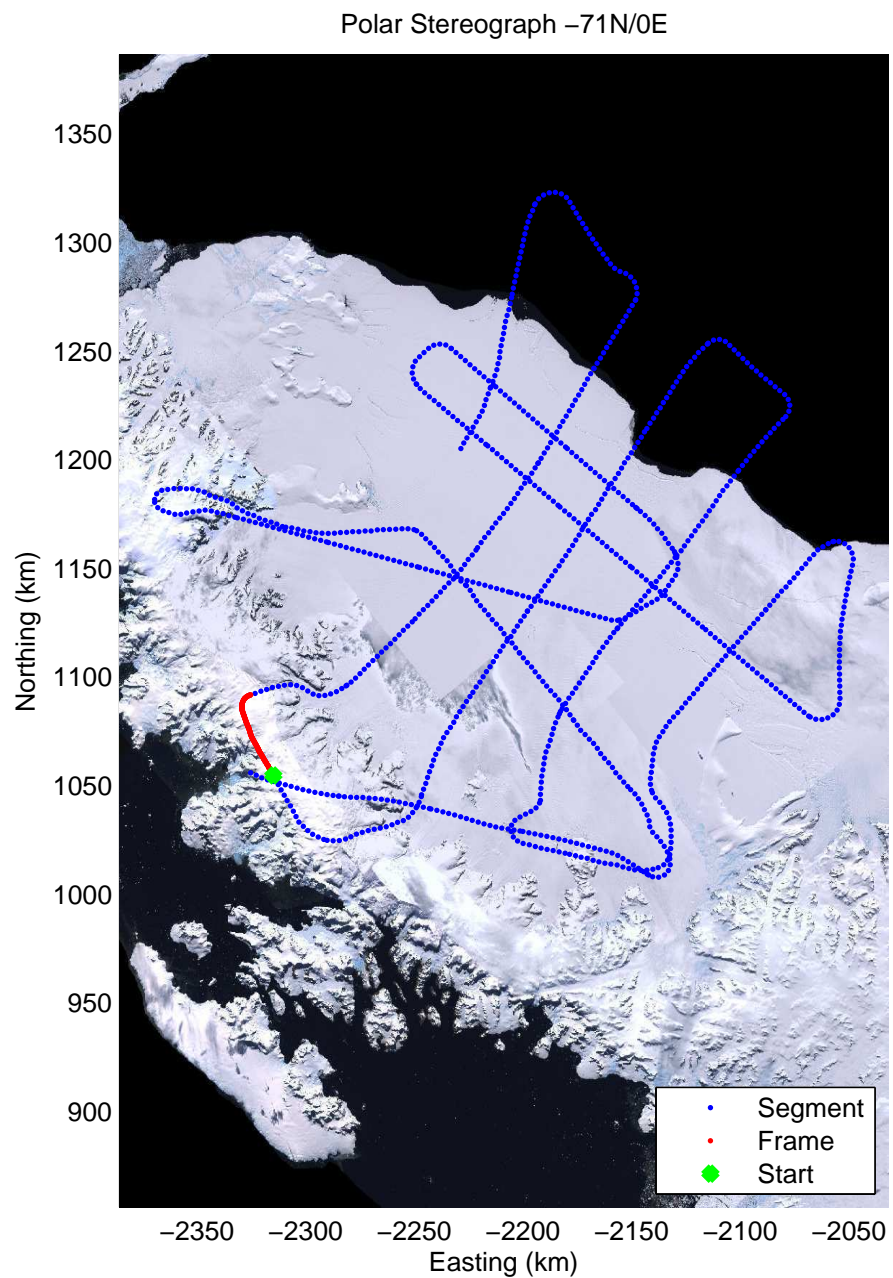 Polar Stereograph −71N/0E
1350
1300
1250
1200
1150
1100
1050
1000
950
900
Northing (km)
Segment
Frame
Start
−2350 −2300 −2250 −2200 −2150 −2100 −2050
Easting (km)